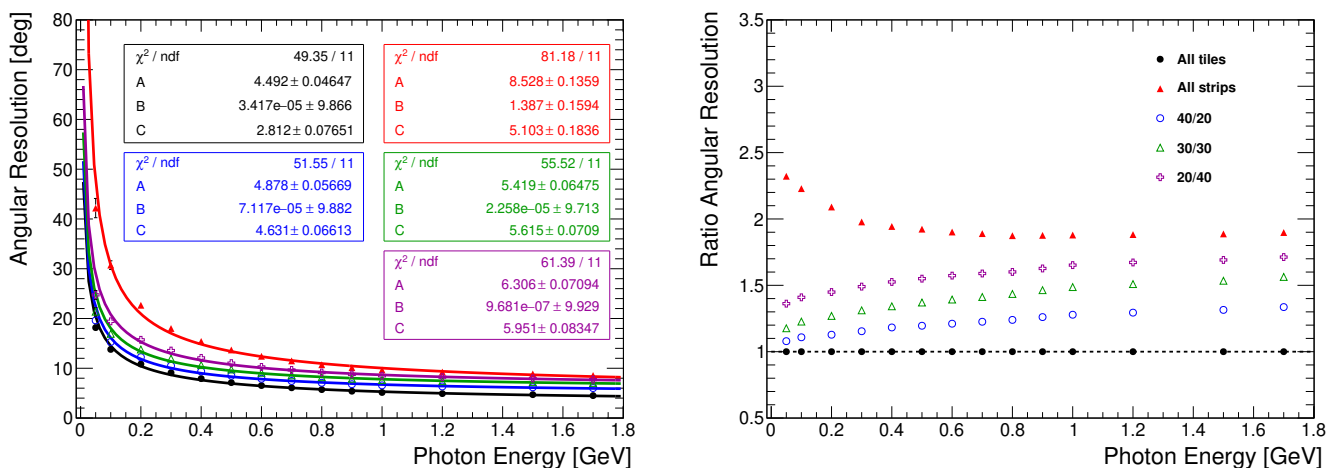 Angular Resolution [deg]
80
70
60
50
40
30
20
10
0
χ² / ndf 49.35 / 11
A 4.492 ± 0.04647
B 3.417e−05 ± 9.866
C 2.812 ± 0.07651
χ² / ndf 81.18 / 11
A 8.528 ± 0.1359
B 1.387 ± 0.1594
C 5.103 ± 0.1836
χ² / ndf 51.55 / 11
A 4.878 ± 0.05669
B 7.117e−05 ± 9.882
C 4.631 ± 0.06613
χ² / ndf 55.52 / 11
A 5.419 ± 0.06475
B 2.258e−05 ± 9.713
C 5.615 ± 0.0709
χ² / ndf 61.39 / 11
A 6.306 ± 0.07094
B 9.681e−07 ± 9.929
C 5.951 ± 0.08347
0 0.2 0.4 0.6 0.8 1 1.2 1.4 1.6 1.8
Photon Energy [GeV]
Ratio Angular Resolution
3.5
3
2.5
2
1.5
1
0.5
All tiles
All strips
40/20
30/30
20/40
0 0.2 0.4 0.6 0.8 1 1.2 1.4 1.6 1.8
Photon Energy [GeV]